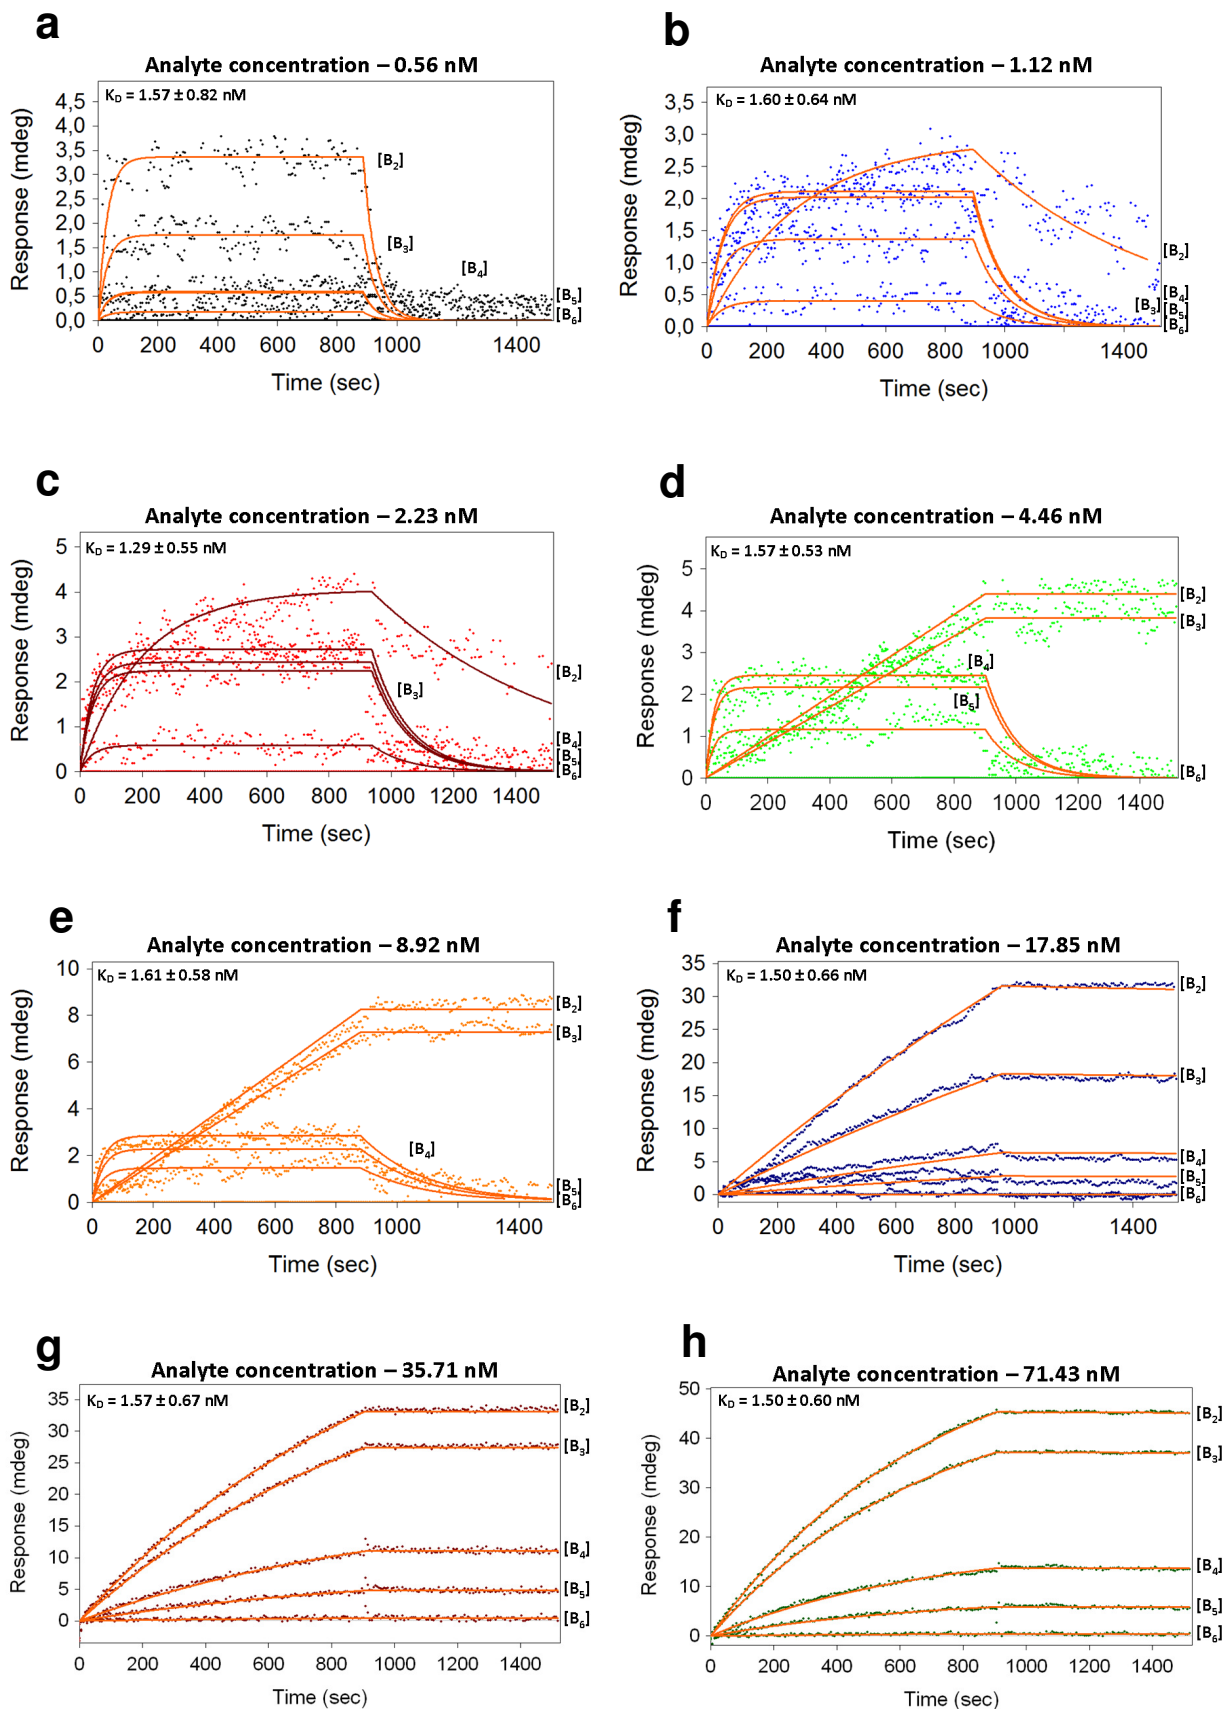 a
Analyte concentration – 0.56 nM
K_D = 1.57 ± 0.82 nM
Response (mdeg)
4,5
4,0
3,5
3,0
2,5
2,0
1,5
1,0
0,5
0,0
[B₂]
[B₃]
[B₄]
[B₅]
[B₆]
0 200 400 600 800 1000 1400
Time (sec)
b
Analyte concentration – 1.12 nM
K_D = 1.60 ± 0.64 nM
Response (mdeg)
3,5
3,0
2,5
2,0
1,5
1,0
0,5
0,0
[B₂]
[B₄]
[B₃]
[B₅]
[B₆]
0 200 400 600 800 1000 1400
Time (sec)
c
Analyte concentration – 2.23 nM
K_D = 1.29 ± 0.55 nM
Response (mdeg)
5
4
3
2
1
0
[B₂]
[B₃]
[B₄]
[B₅]
[B₆]
0 200 400 600 800 1000 1200 1400
Time (sec)
d
Analyte concentration – 4.46 nM
K_D = 1.57 ± 0.53 nM
Response (mdeg)
5
4
3
2
1
0
[B₂]
[B₃]
[B₄]
[B₅]
[B₆]
0 200 400 600 800 1000 1200 1400
Time (sec)
e
Analyte concentration – 8.92 nM
K_D = 1.61 ± 0.58 nM
Response (mdeg)
10
8
6
4
2
0
[B₂]
[B₃]
[B₄]
[B₅]
[B₆]
0 200 400 600 800 1000 1200 1400
Time (sec)
f
Analyte concentration – 17.85 nM
K_D = 1.50 ± 0.66 nM
Response (mdeg)
35
30
25
20
15
10
5
0
[B₂]
[B₃]
[B₄]
[B₅]
[B₆]
0 200 400 600 800 1000 1400
Time (sec)
g
Analyte concentration – 35.71 nM
K_D = 1.57 ± 0.67 nM
Response (mdeg)
35
30
25
20
15
10
5
0
[B₂]
[B₃]
[B₄]
[B₅]
[B₆]
0 200 400 600 800 1000 1200 1400
Time (sec)
h
Analyte concentration – 71.43 nM
K_D = 1.50 ± 0.60 nM
Response (mdeg)
50
40
30
20
10
0
[B₂]
[B₃]
[B₄]
[B₅]
[B₆]
0 200 400 600 800 1000 1200 1400
Time (sec)